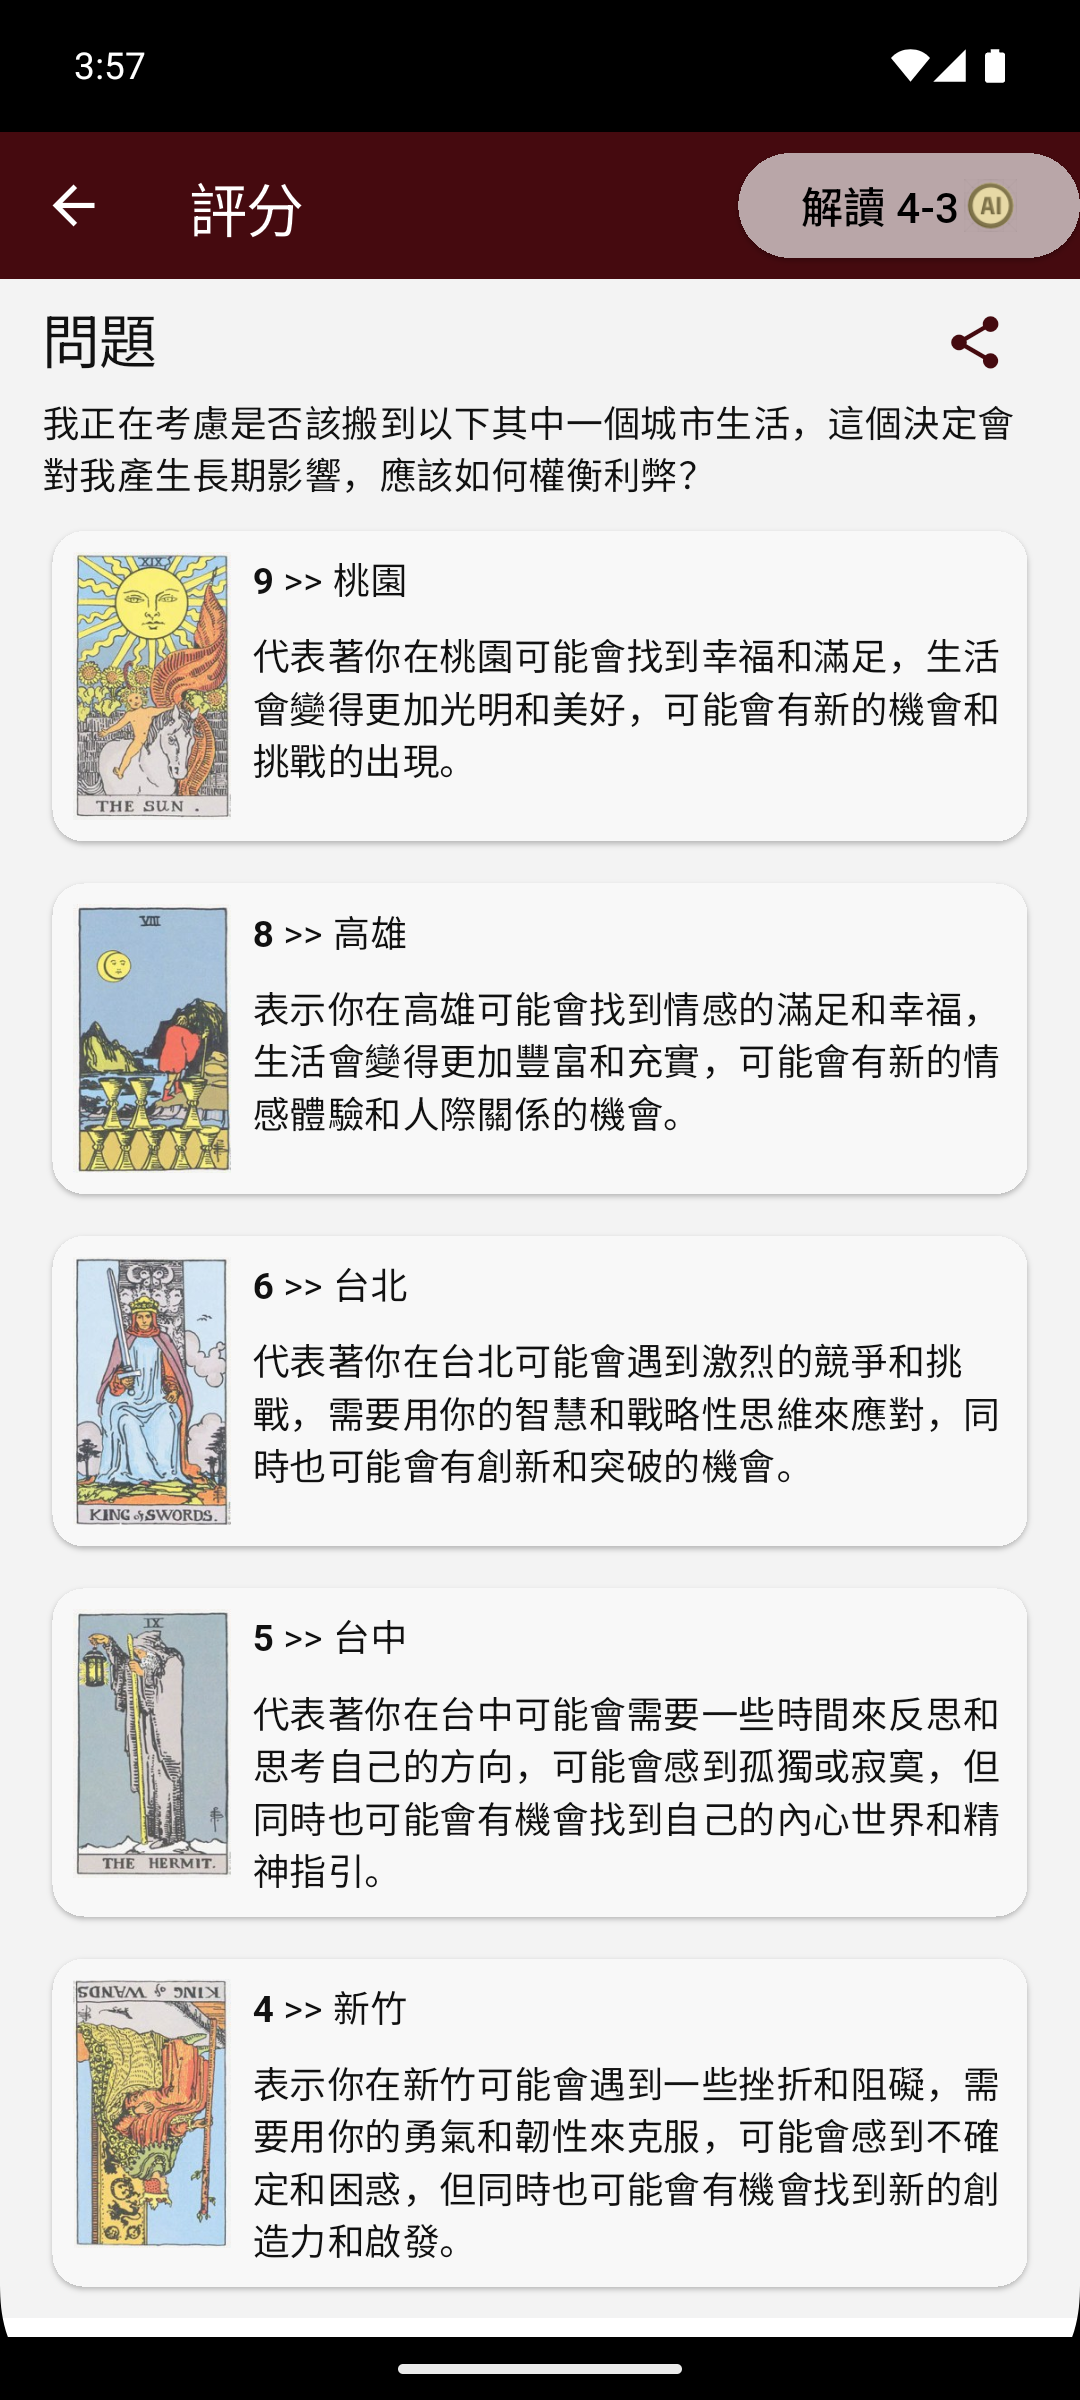 3:57
評分
解讀 4-3 AI
問題
我正在考慮是否該搬到以下其中一個城市生活，這個決定會
對我產生長期影響，應該如何權衡利弊？
XIX
THE SUN .
9 >> 桃園
代表著你在桃園可能會找到幸福和滿足，生活
會變得更加光明和美好，可能會有新的機會和
挑戰的出現。
VIII
8 >> 高雄
表示你在高雄可能會找到情感的滿足和幸福，
生活會變得更加豐富和充實，可能會有新的情
感體驗和人際關係的機會。
KING of SWORDS.
6 >> 台北
代表著你在台北可能會遇到激烈的競爭和挑
戰，需要用你的智慧和戰略性思維來應對，同
時也可能會有創新和突破的機會。
IX
THE HERMIT.
5 >> 台中
代表著你在台中可能會需要一些時間來反思和
思考自己的方向，可能會感到孤獨或寂寞，但
同時也可能會有機會找到自己的內心世界和精
神指引。
KING of WANDS
4 >> 新竹
表示你在新竹可能會遇到一些挫折和阻礙，需
要用你的勇氣和韌性來克服，可能會感到不確
定和困惑，但同時也可能會有機會找到新的創
造力和啟發。